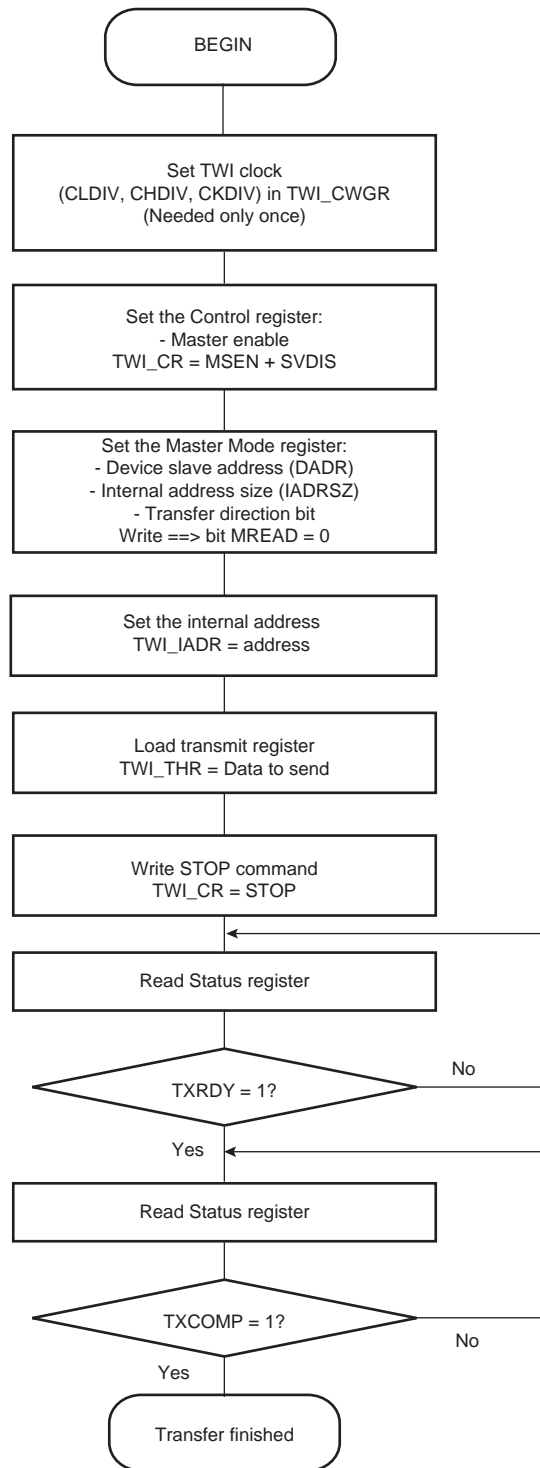 BEGIN
Set TWI clock
(CLDIV, CHDIV, CKDIV) in TWI_CWGR
(Needed only once)
Set the Control register:
- Master enable
TWI_CR = MSEN + SVDIS
Set the Master Mode register:
- Device slave address (DADR)
- Internal address size (IADRSZ)
- Transfer direction bit
Write ==> bit MREAD = 0
Set the internal address
TWI_IADR = address
Load transmit register
TWI_THR = Data to send
Write STOP command
TWI_CR = STOP
Read Status register
TXRDY = 1?
No
Yes
Read Status register
TXCOMP = 1?
No
Yes
Transfer finished